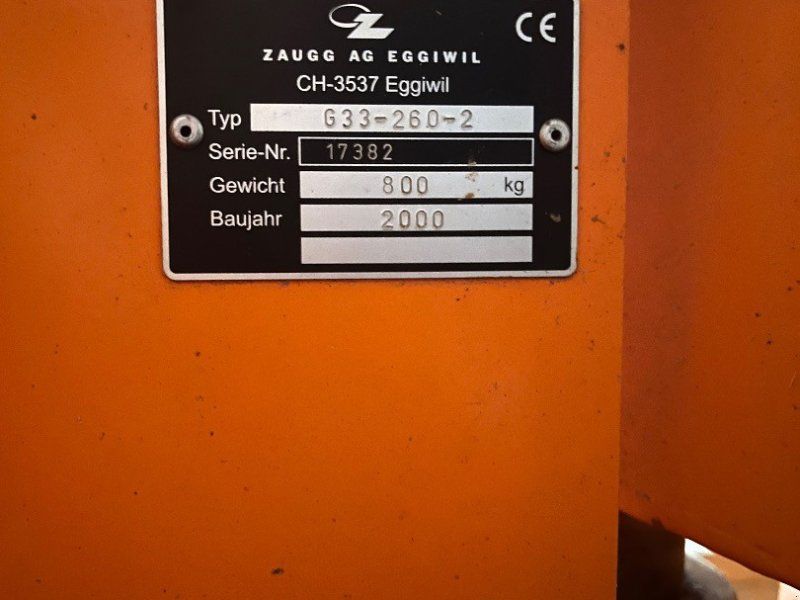 Z CE
ZAUGG AG EGGIWIL
CH-3537 Eggiwil
Typ G33-260-2
Serie-Nr. 17382
Gewicht 800 kg
Baujahr 2000